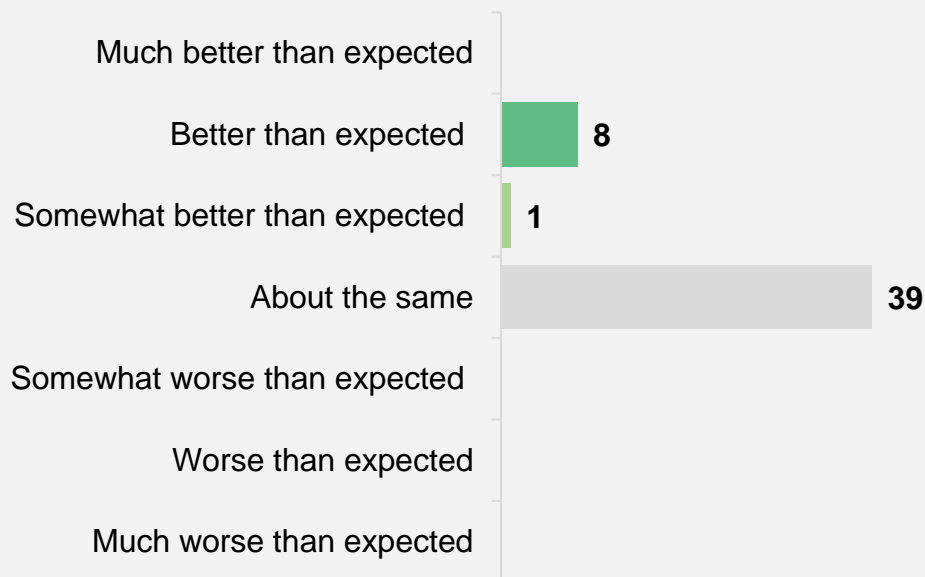 Much better than expected
Better than expected 8
Somewhat better than expected 1
About the same 39
Somewhat worse than expected
Worse than expected
Much worse than expected